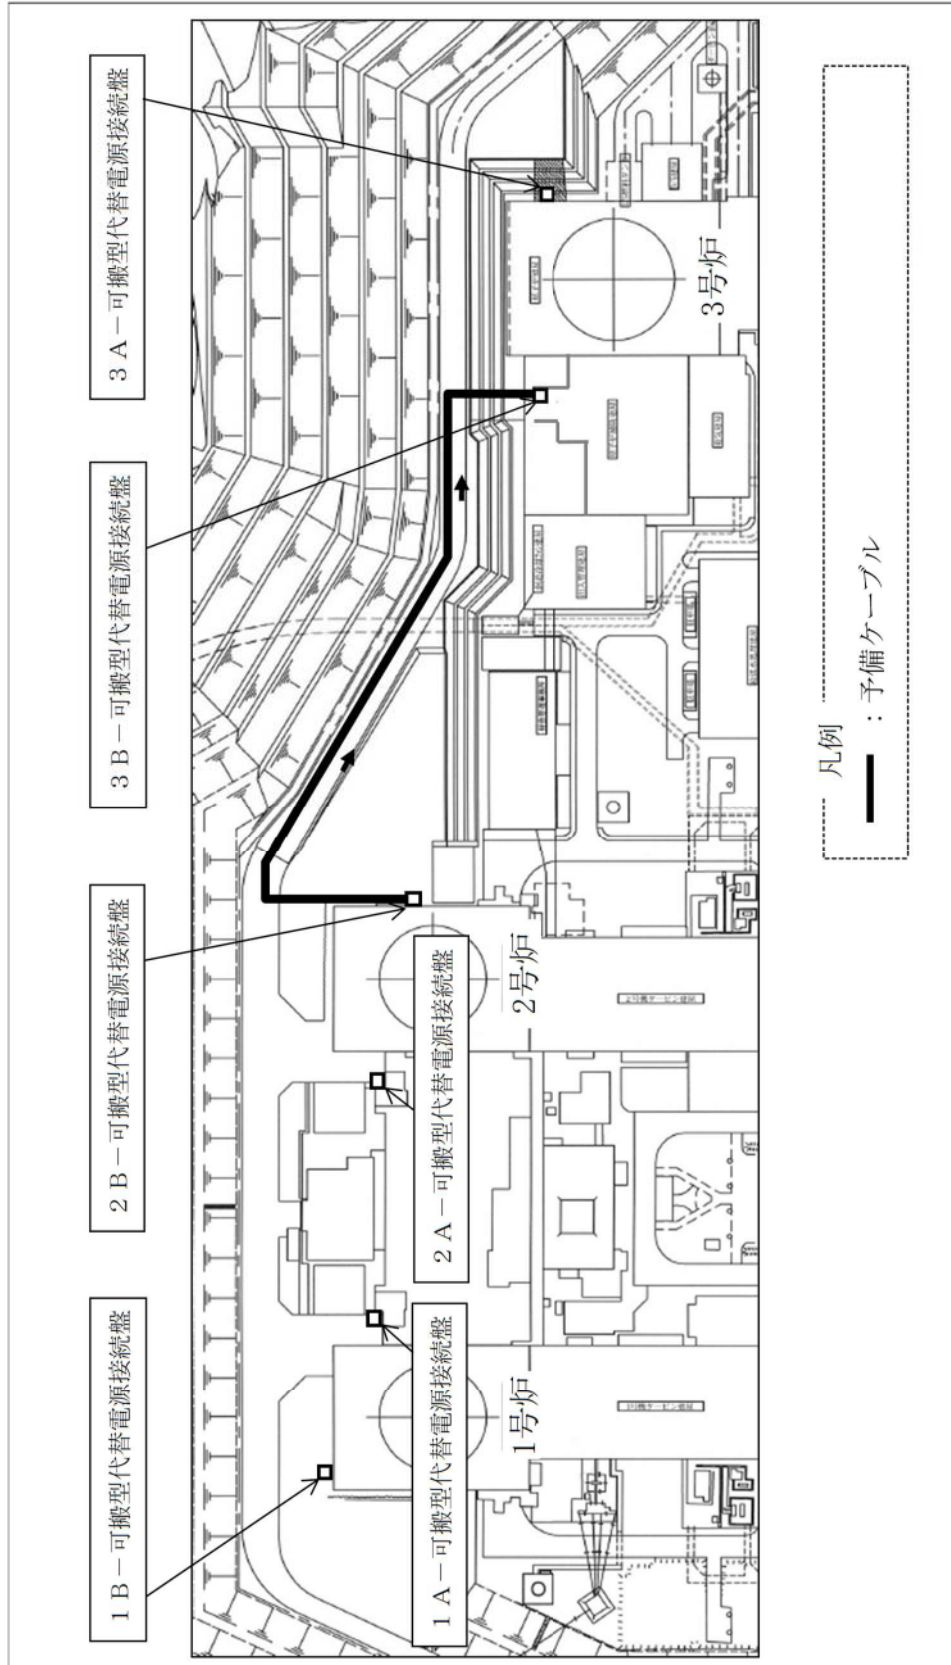 1B－可搬型代替電源接続盤
2B－可搬型代替電源接続盤
3B－可搬型代替電源接続盤
3A－可搬型代替電源接続盤
1A－可搬型代替電源接続盤
2A－可搬型代替電源接続盤
1号炉
2号炉
3号炉
凡例
：予備ケーブル